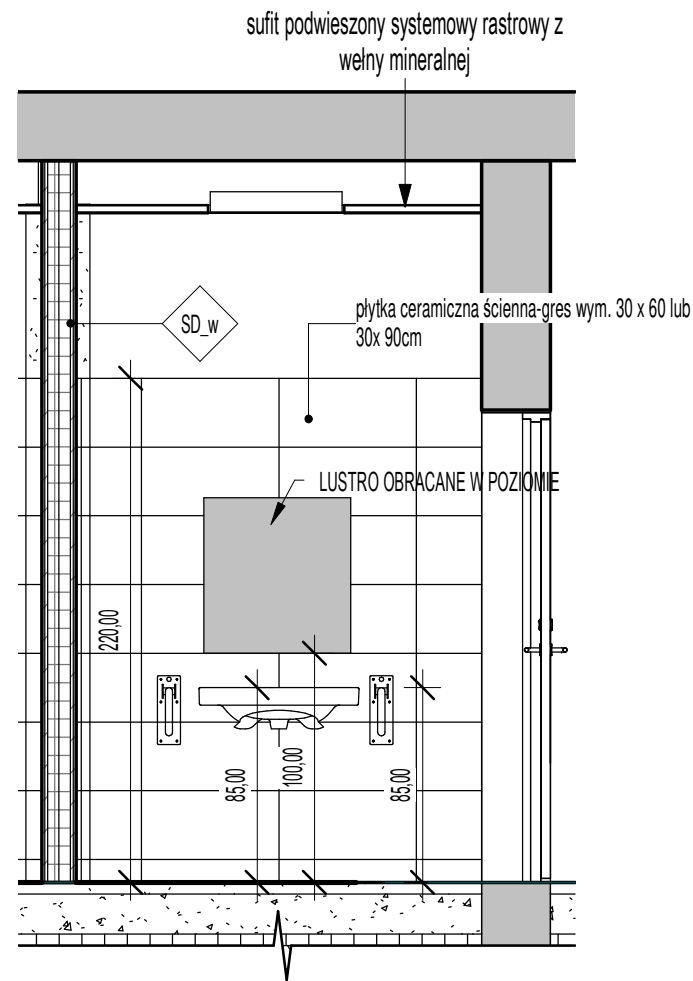 sufit podwieszony systemowy rastrowy z
wełny mineralnej
SD_w
płytka ceramiczna ścienna-gres wym. 30 x 60 lub
30x 90cm
LUSTRO OBRACANE W POZIOMIE
220,00
85,00
100,00
85,00